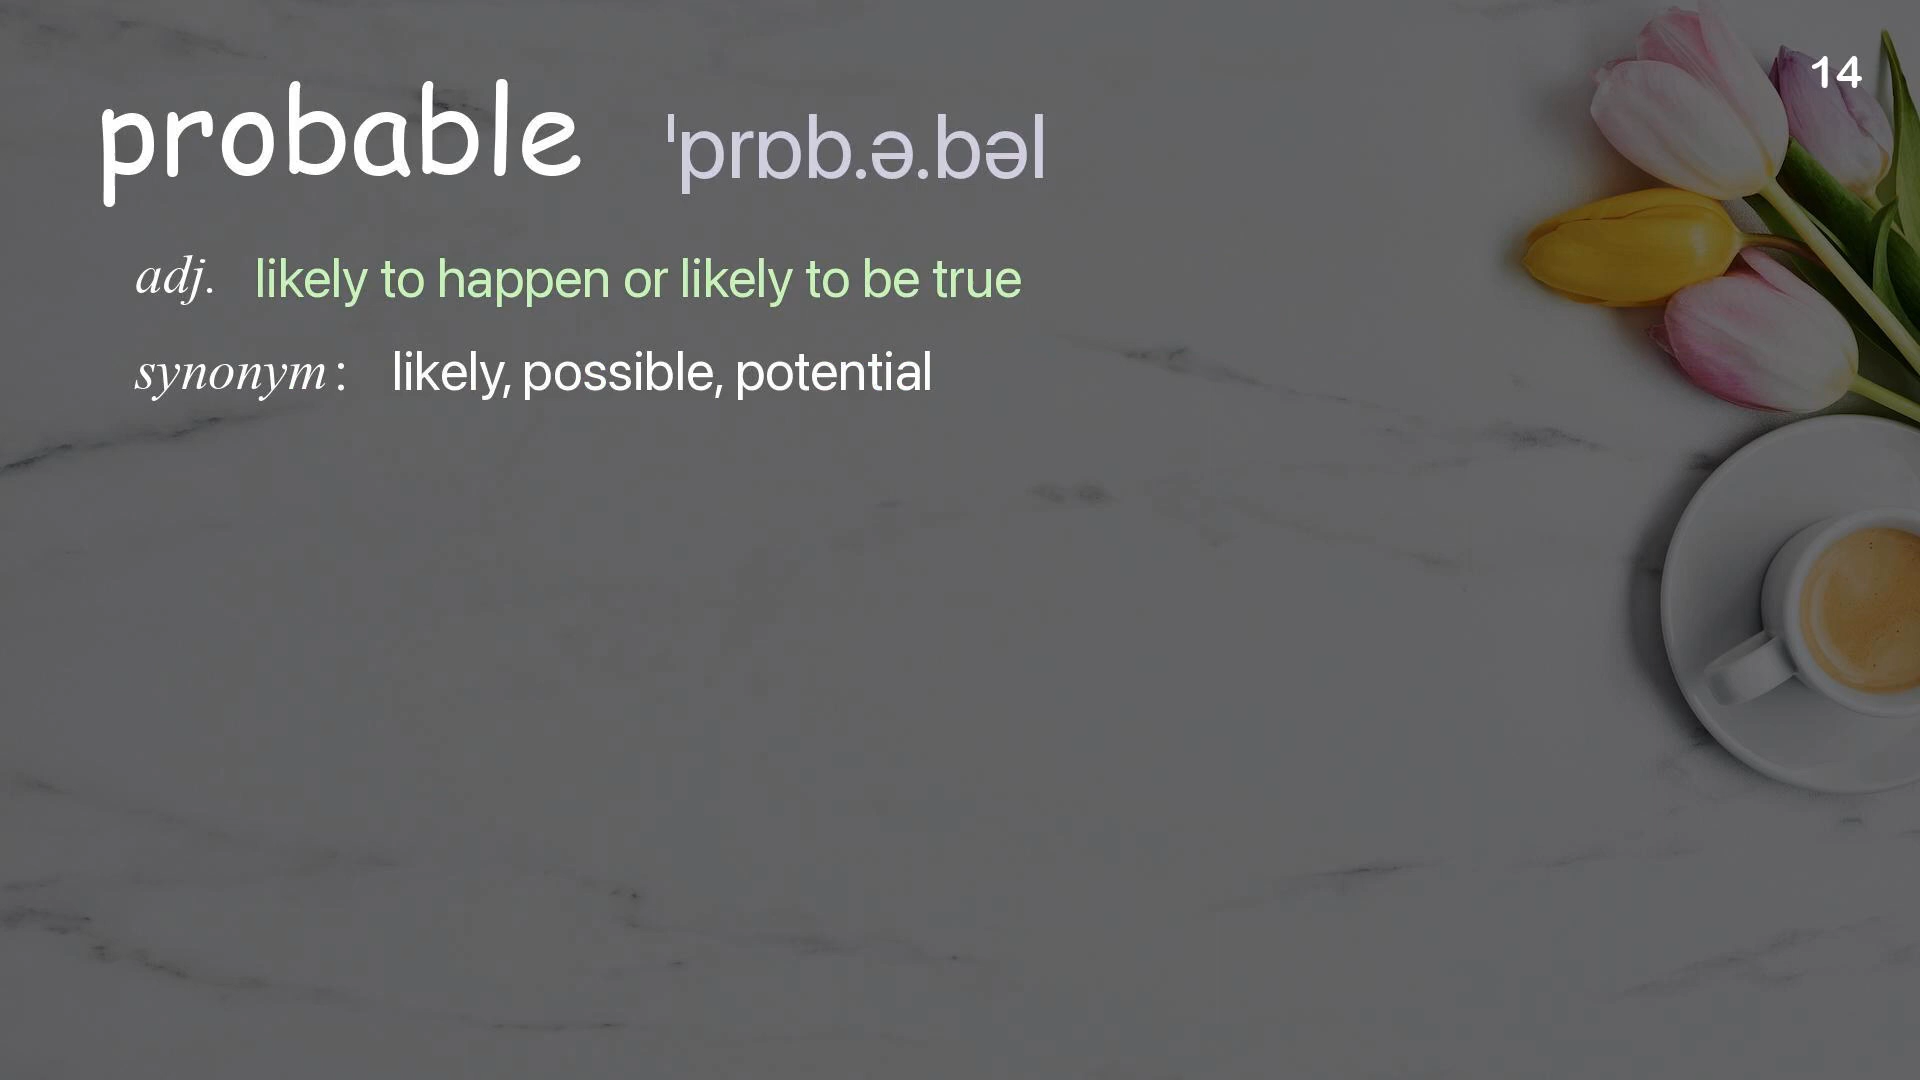 14
probable ˈprɒb.ə.bəl
adj. likely to happen or likely to be true
synonym: likely, possible, potential